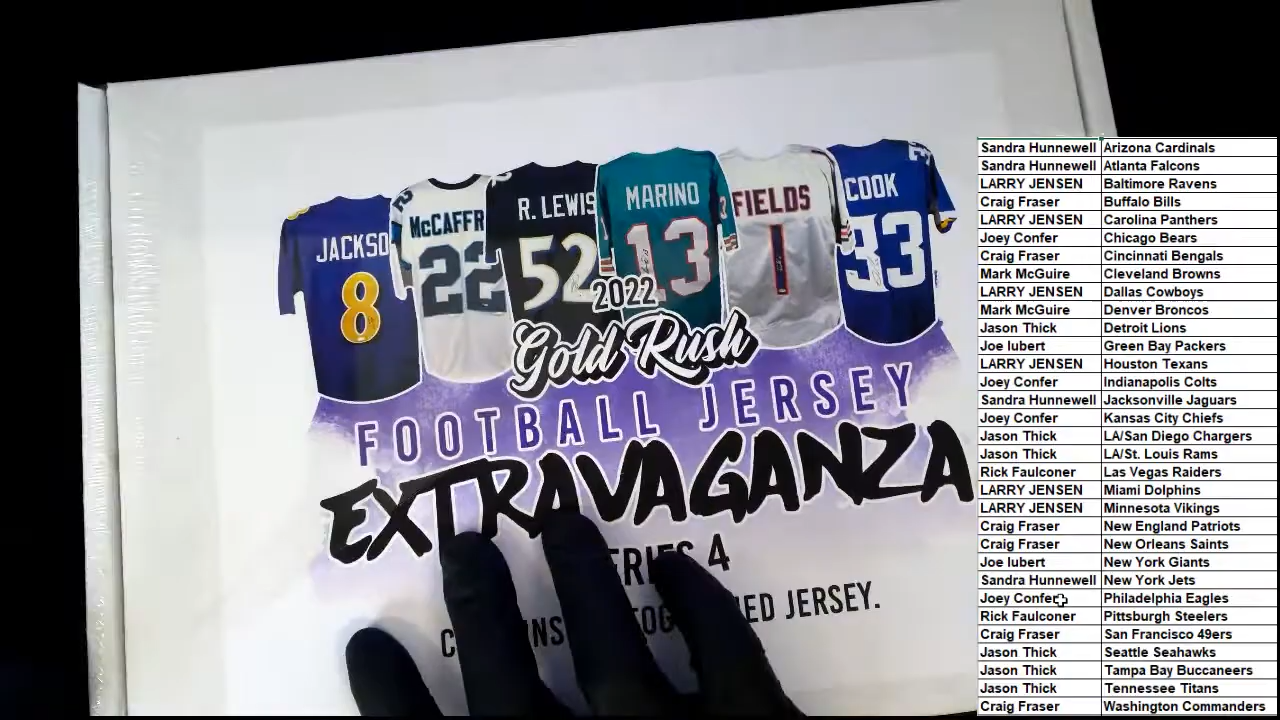 JACKSO
8
McCAFFR
22
R. LEWIS
52
MARINO
13
FIELDS
1
COOK
33
2022
Gold Rush
FOOTBALL JERSEY
EXTRAVAGANZA
SERIES 4
JERSEY.
Sandra Hunnewell Arizona Cardinals
Sandra Hunnewell Atlanta Falcons
LARRY JENSEN Baltimore Ravens
Craig Fraser Buffalo Bills
LARRY JENSEN Carolina Panthers
Joey Confer Chicago Bears
Craig Fraser Cincinnati Bengals
Mark McGuire Cleveland Browns
LARRY JENSEN Dallas Cowboys
Mark McGuire Denver Broncos
Jason Thick Detroit Lions
Joe Iubert Green Bay Packers
LARRY JENSEN Houston Texans
Joey Confer Indianapolis Colts
Sandra Hunnewell Jacksonville Jaguars
Joey Confer Kansas City Chiefs
Jason Thick LA/San Diego Chargers
Jason Thick LA/St. Louis Rams
Rick Faulconer Las Vegas Raiders
LARRY JENSEN Miami Dolphins
LARRY JENSEN Minnesota Vikings
Craig Fraser New England Patriots
Craig Fraser New Orleans Saints
Joe Iubert New York Giants
Sandra Hunnewell New York Jets
Joey Confer Philadelphia Eagles
Rick Faulconer Pittsburgh Steelers
Craig Fraser San Francisco 49ers
Jason Thick Seattle Seahawks
Jason Thick Tampa Bay Buccaneers
Jason Thick Tennessee Titans
Craig Fraser Washington Commanders